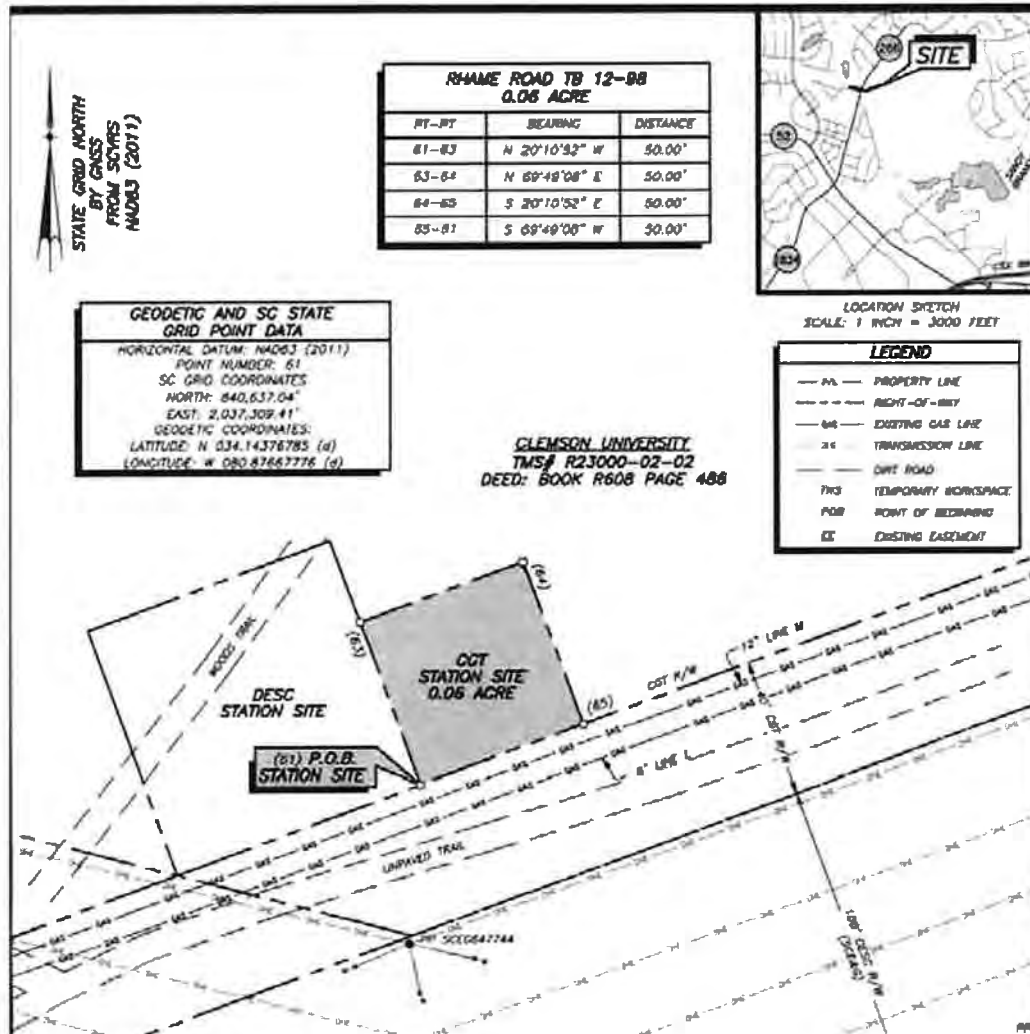 STATE GRID NORTH
BY GNSS
FROM SCVRS
NAD83 (2011)
RHAME ROAD TB 12-98
0.06 ACRE
PT-PT BEARING DISTANCE
61-63 N 20°10'52" W 50.00'
63-64 N 69°49'08" E 50.00'
64-65 S 20°10'52" E 50.00'
65-61 S 69°49'08" W 50.00'
SITE
LOCATION SKETCH
SCALE: 1 INCH = 3000 FEET
GEODETIC AND SC STATE
GRID POINT DATA
HORIZONTAL DATUM: NAD83 (2011)
POINT NUMBER: 61
SC GRID COORDINATES
NORTH: 840,637.04'
EAST: 2,037,309.41'
GEODETIC COORDINATES:
LATITUDE: N 034.14376785 (d)
LONGITUDE: W 080.87667776 (d)
LEGEND
PROPERTY LINE
RIGHT-OF-WAY
GAS EXISTING GAS LINE
TRANSMISSION LINE
DIRT ROAD
TWS TEMPORARY WORKSPACE
POB POINT OF BEGINNING
EE EXISTING EASEMENT
CLEMSON UNIVERSITY
TMS# R23000-02-02
DEED: BOOK R608 PAGE 486
WOODS TRAIL
(63)
(64)
DESC
STATION SITE
CGT
STATION SITE
0.06 ACRE
(65)
(61) P.O.B.
STATION SITE
CGT R/W
12" LINE M
8" LINE L
UNPAVED TRAIL
100' DESC R/W
(SCE&G)